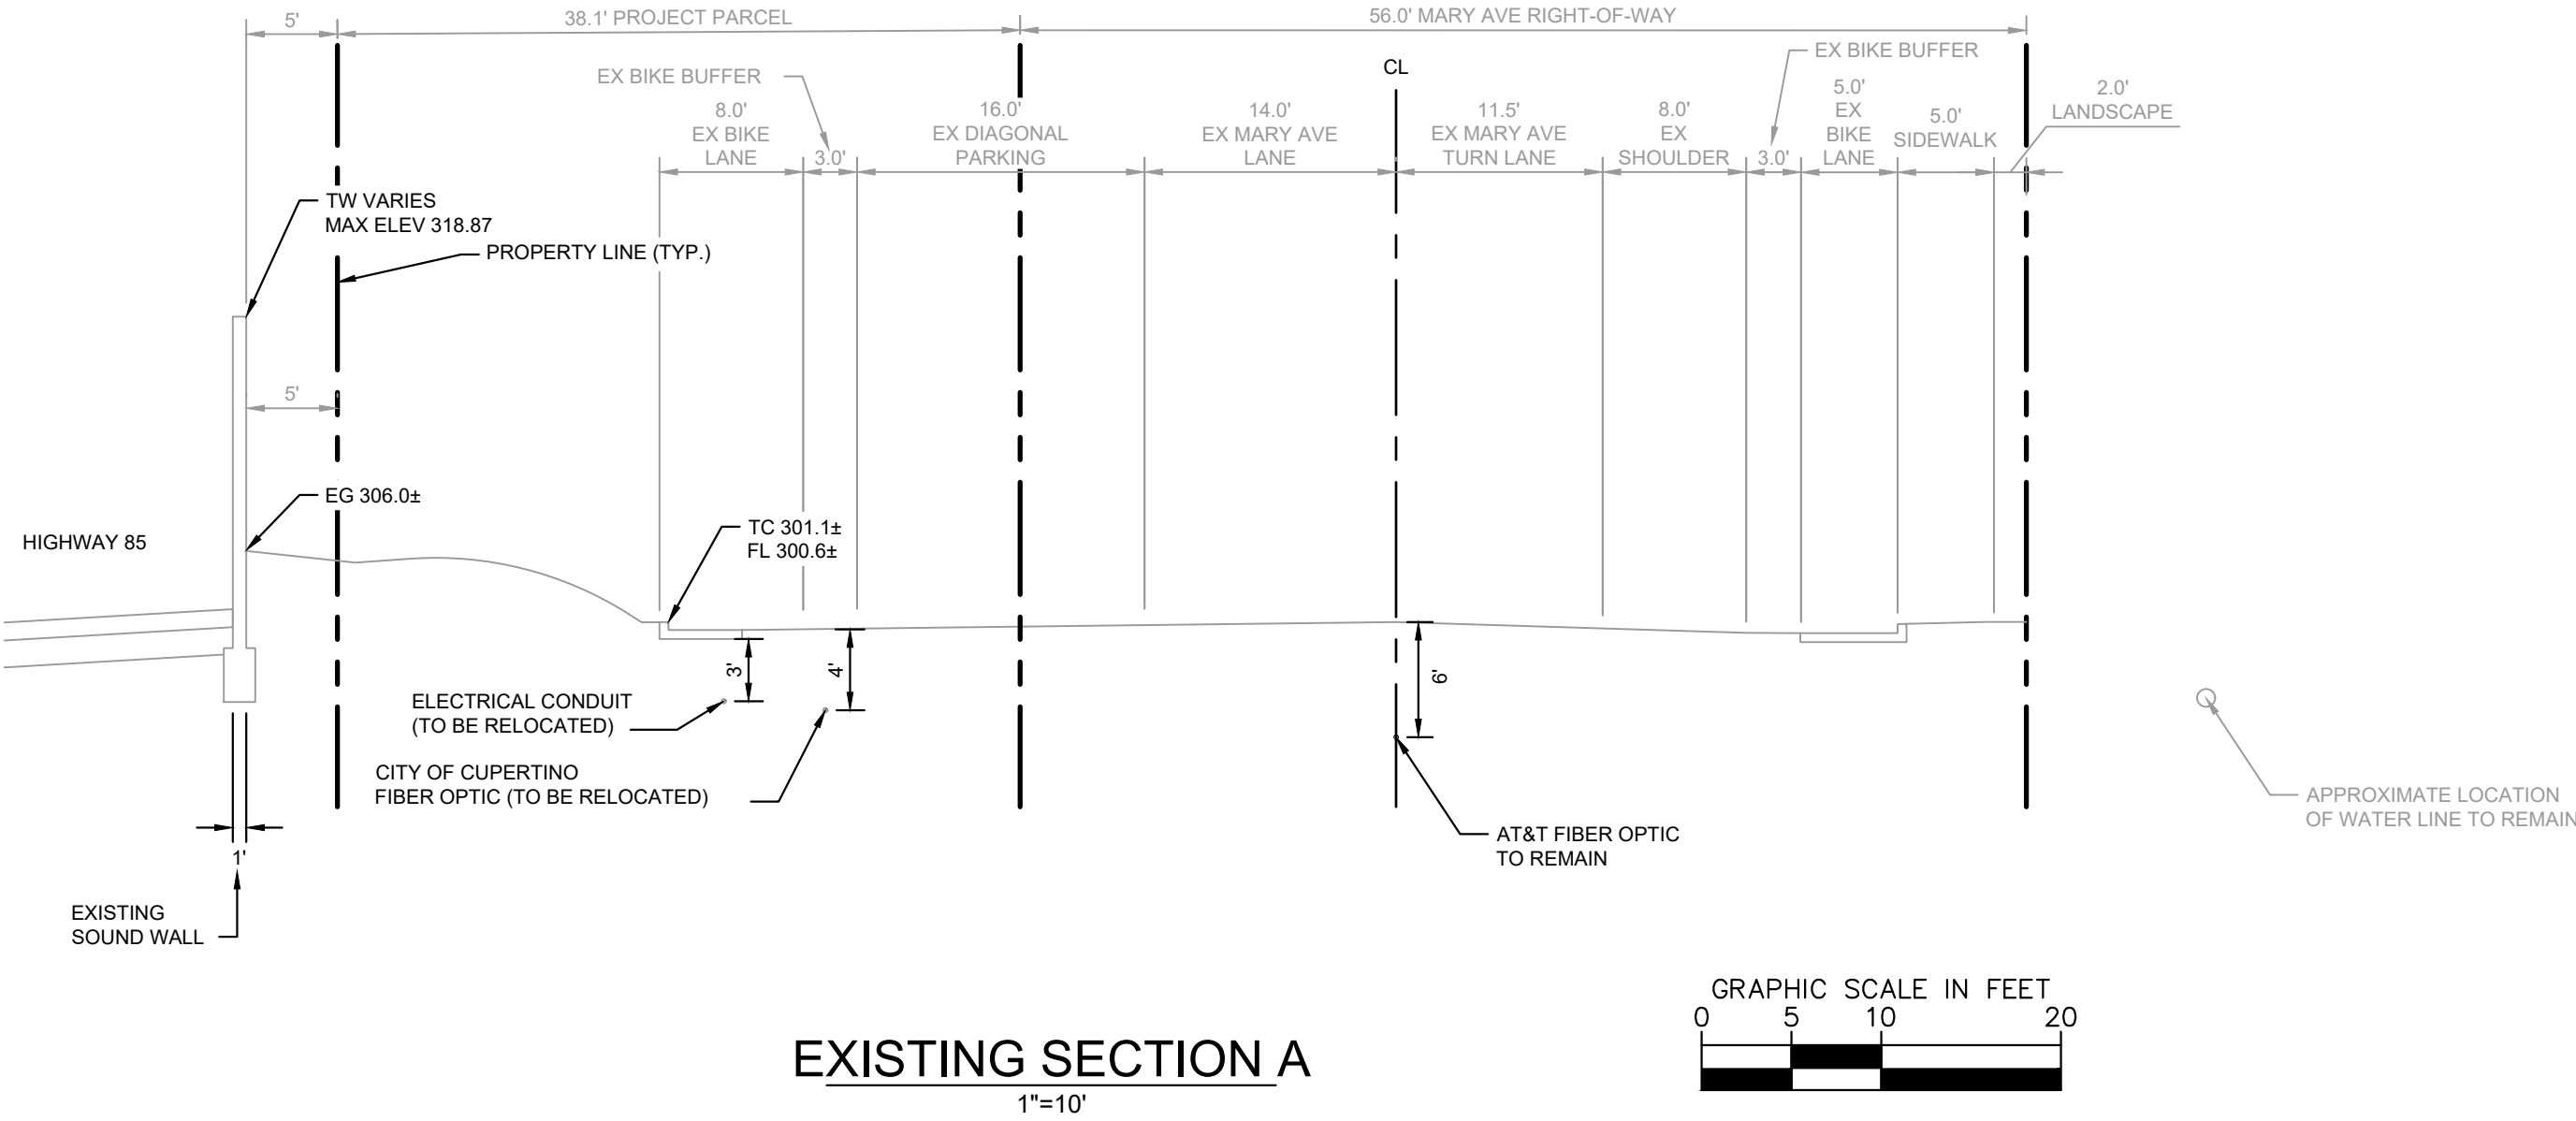 5'
38.1' PROJECT PARCEL
56.0' MARY AVE RIGHT-OF-WAY
EX BIKE BUFFER
CL
EX BIKE BUFFER
8.0'
EX BIKE
LANE
3.0'
16.0'
EX DIAGONAL
PARKING
14.0'
EX MARY AVE
LANE
11.5'
EX MARY AVE
TURN LANE
8.0'
EX
SHOULDER
3.0'
5.0'
EX
BIKE
LANE
5.0'
SIDEWALK
2.0'
LANDSCAPE
TW VARIES
MAX ELEV 318.87
PROPERTY LINE (TYP.)
5'
EG 306.0±
HIGHWAY 85
TC 301.1±
FL 300.6±
3'
4'
6'
ELECTRICAL CONDUIT
(TO BE RELOCATED)
CITY OF CUPERTINO
FIBER OPTIC (TO BE RELOCATED)
AT&T FIBER OPTIC
TO REMAIN
APPROXIMATE LOCATION
OF WATER LINE TO REMAIN
1'
EXISTING
SOUND WALL
EXISTING SECTION A
1"=10'
GRAPHIC SCALE IN FEET
0 5 10 20